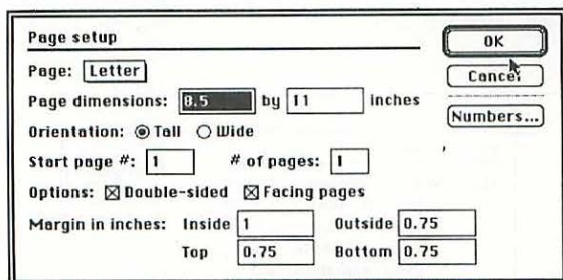 Page setup
OK
Page: Letter
Cancel
Page dimensions: 8.5 by 11 inches
Numbers...
Orientation: Tall Wide
Start page #: 1 # of pages: 1
Options: Double-sided Facing pages
Margin in inches: Inside 1 Outside 0.75
Top 0.75 Bottom 0.75